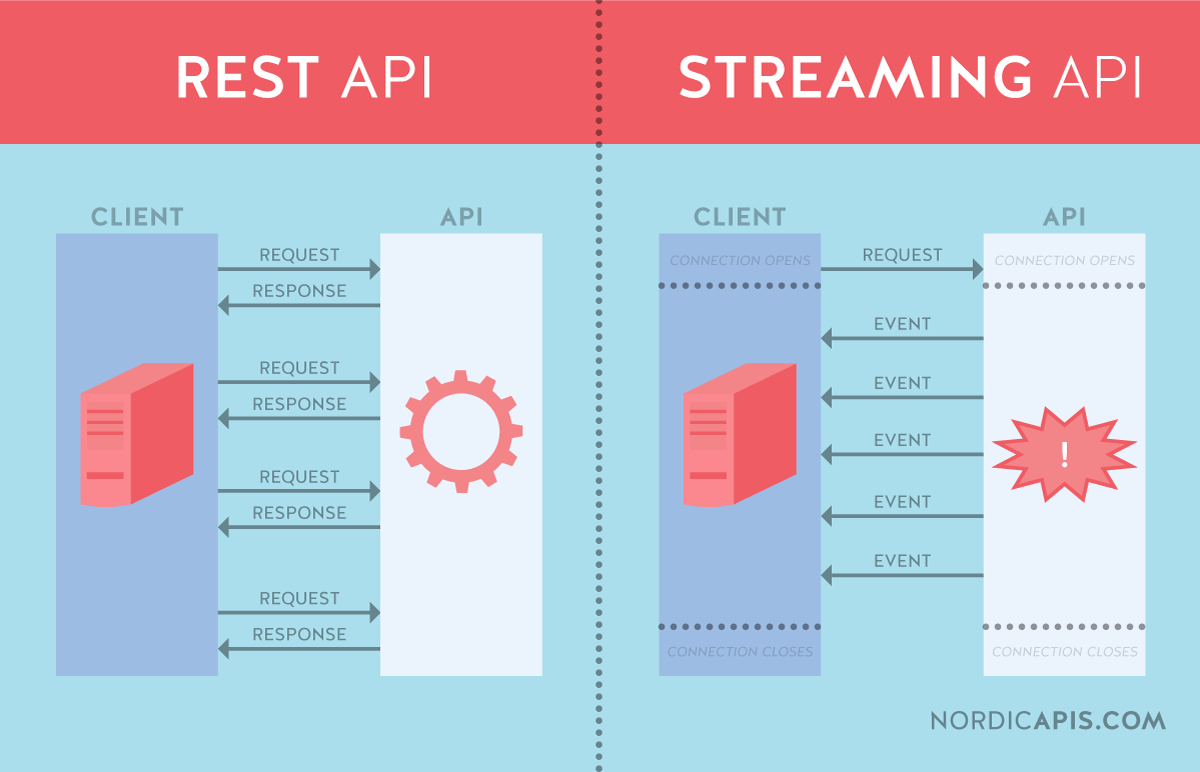 REST API
CLIENT
API
REQUEST
RESPONSE
REQUEST
RESPONSE
REQUEST
RESPONSE
REQUEST
RESPONSE
STREAMING API
CLIENT
API
CONNECTION OPENS
REQUEST
CONNECTION OPENS
EVENT
EVENT
EVENT
!
EVENT
EVENT
CONNECTION CLOSES
CONNECTION CLOSES
NORDICAPIS.COM